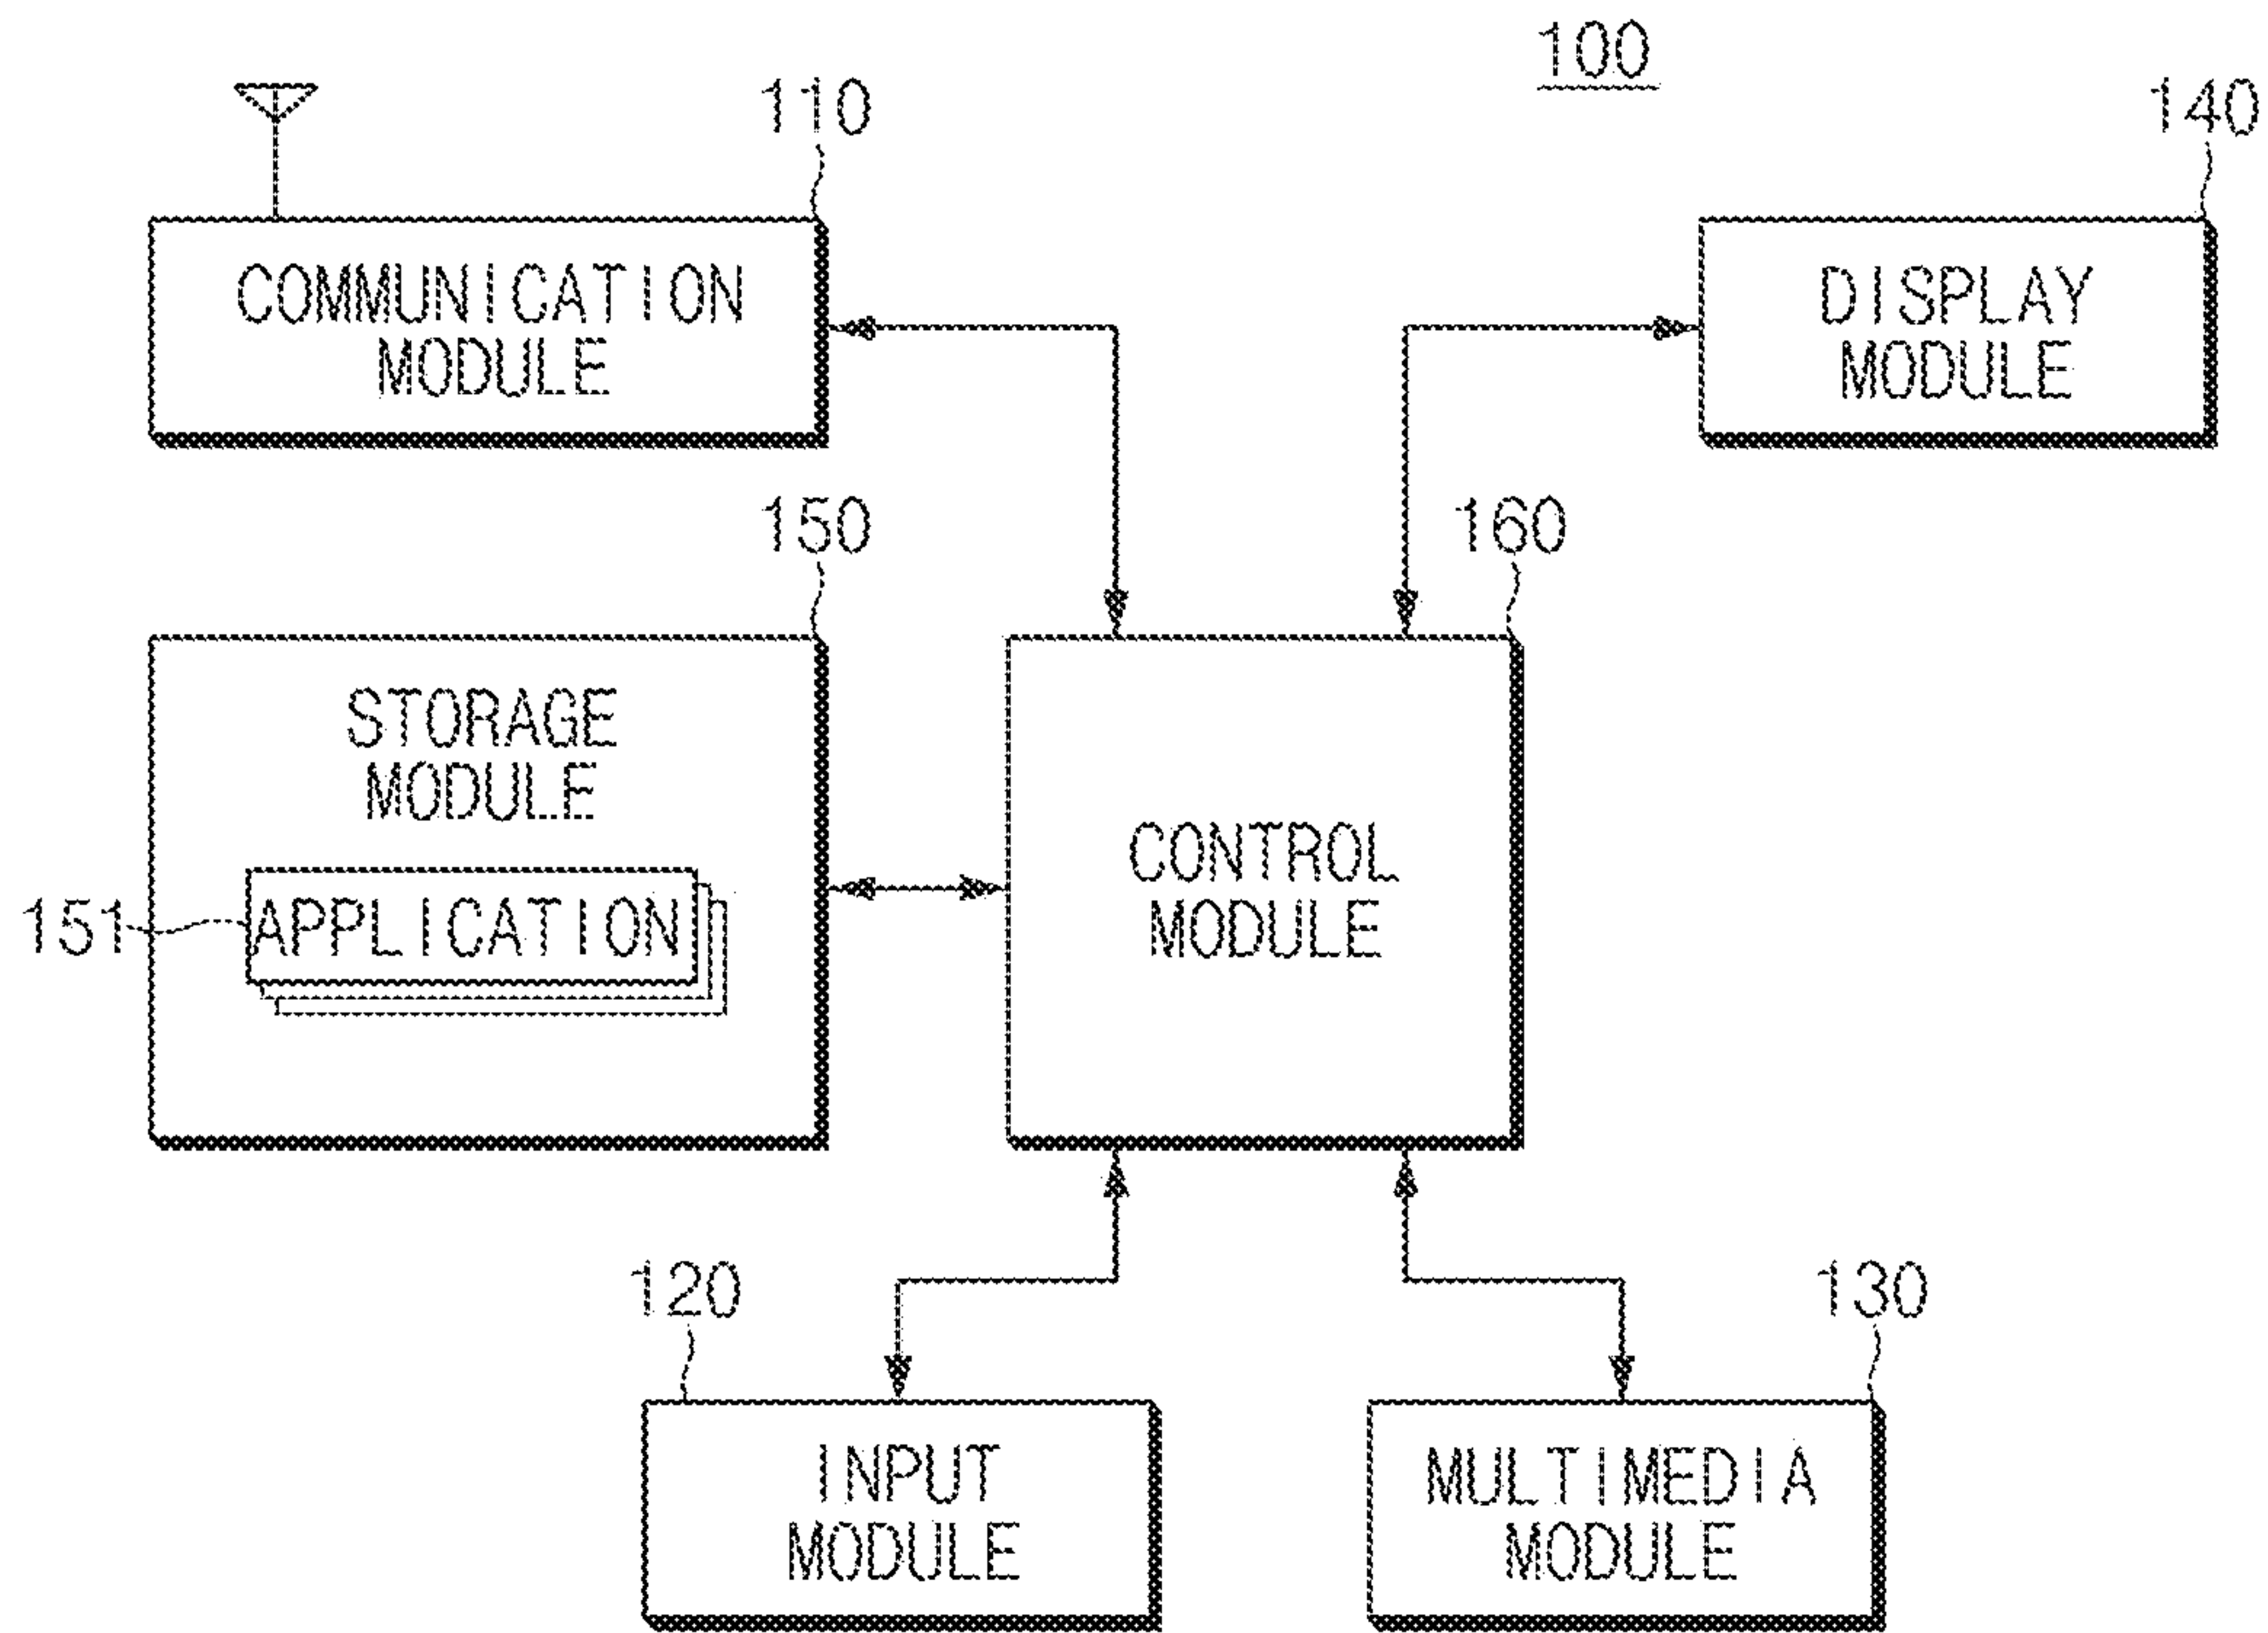 100
110
140
COMMUNICATION
MODULE
DISPLAY
MODULE
150
160
STORAGE
MODULE
151
APPLICATION
CONTROL
MODULE
120
130
INPUT
MODULE
MULTIMEDIA
MODULE